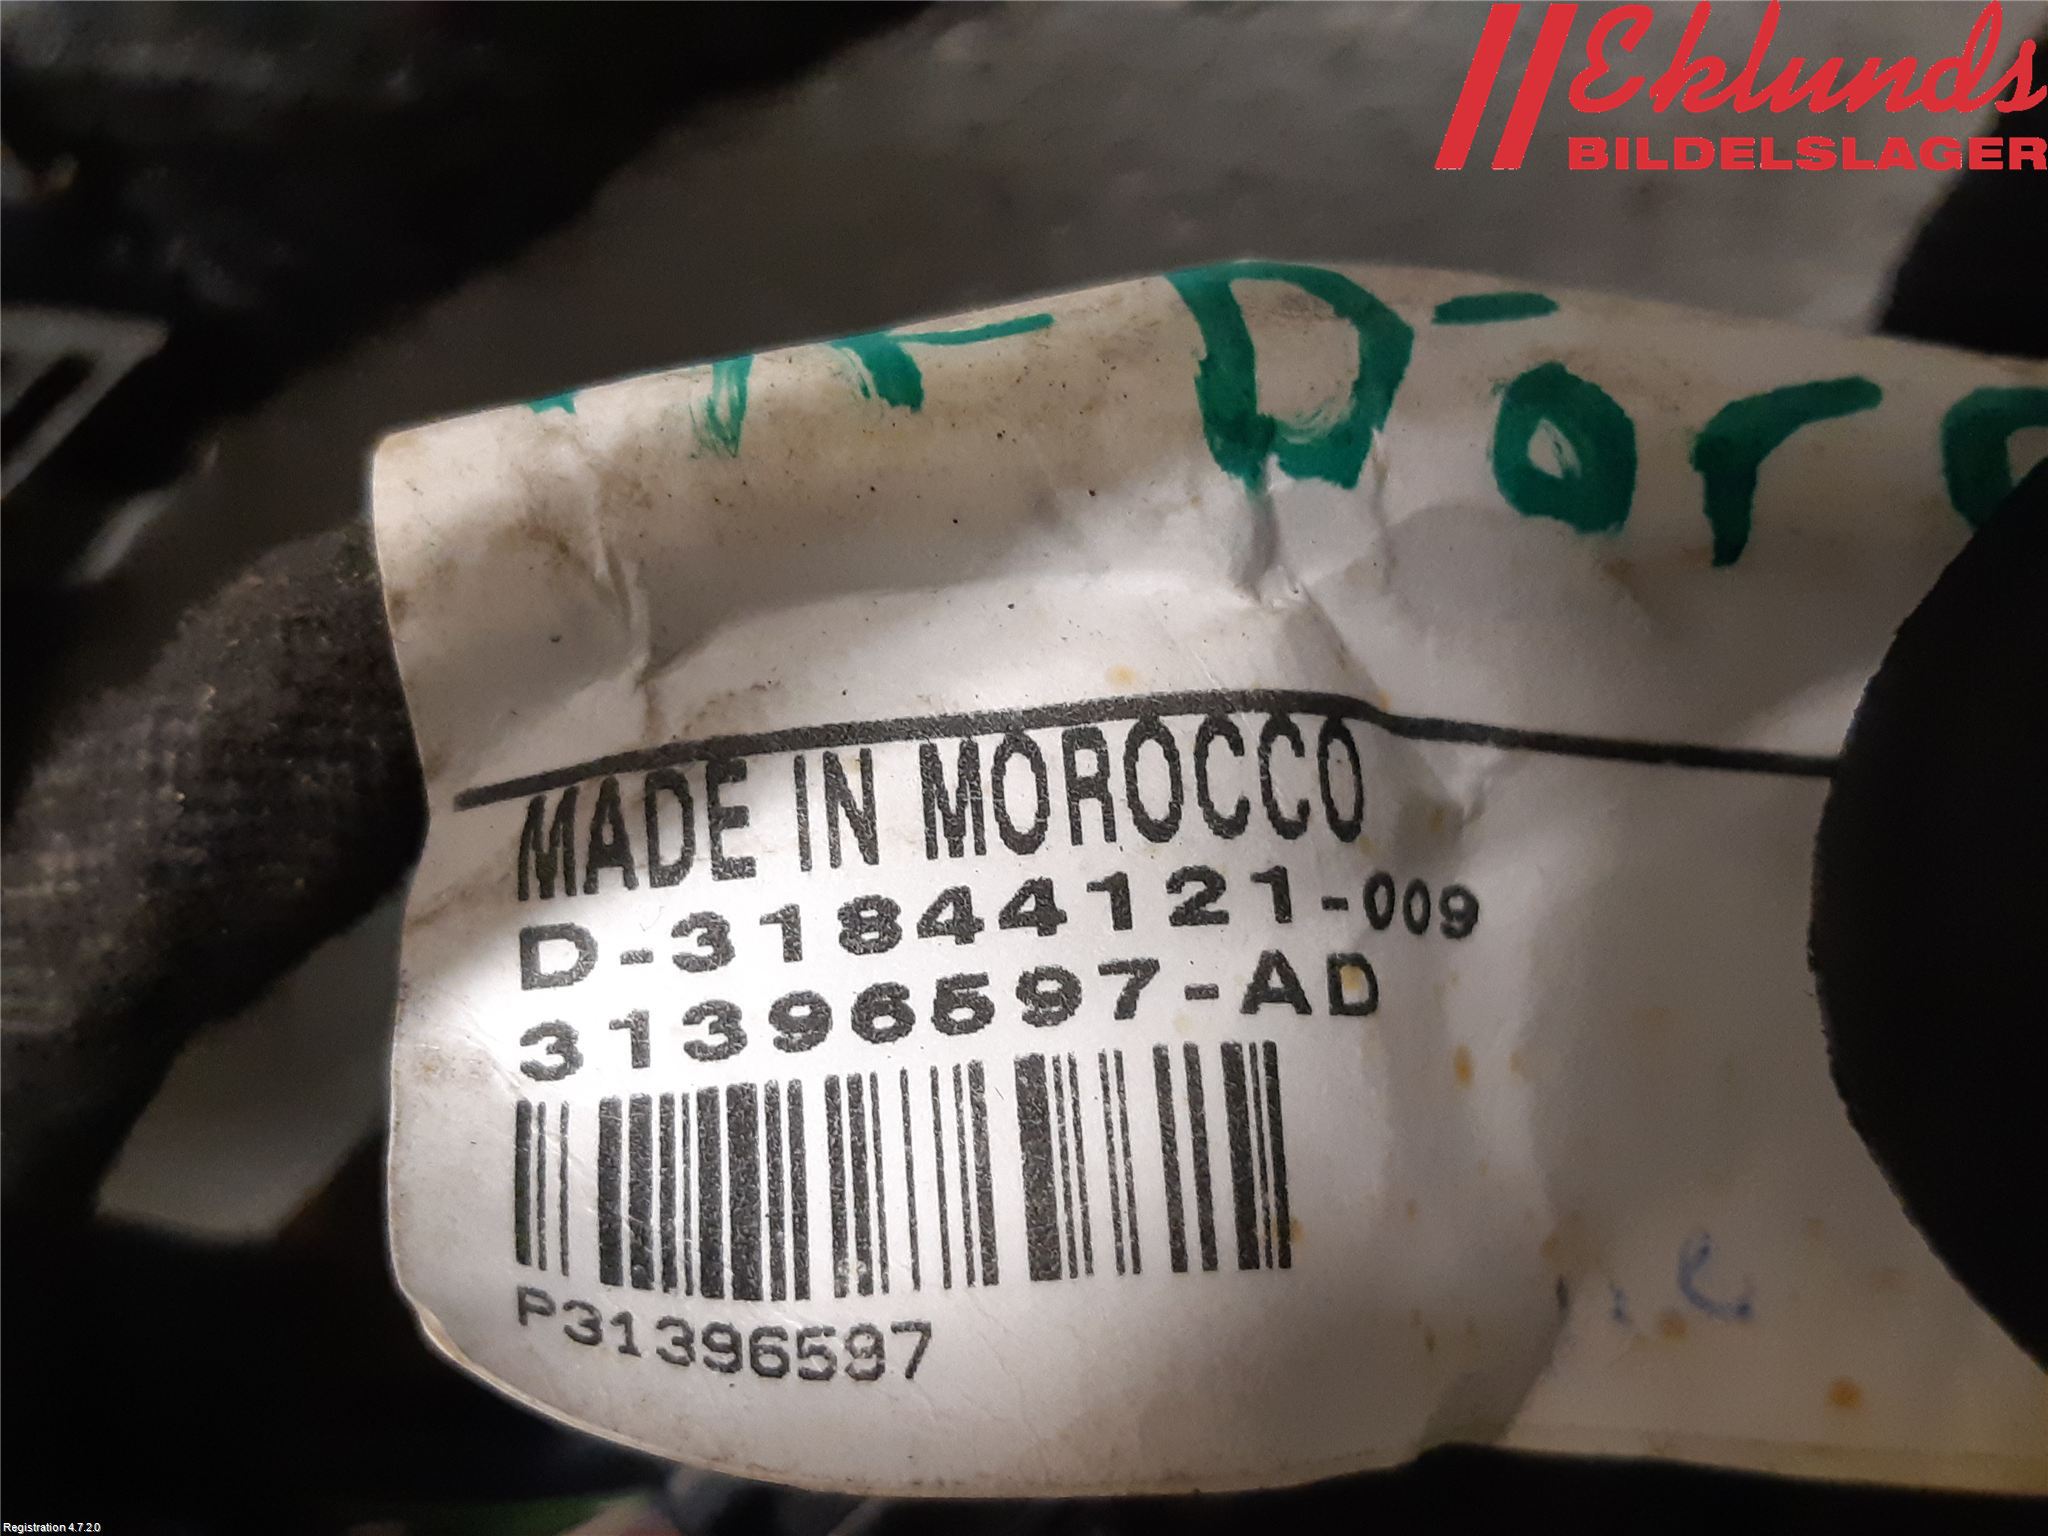 Eklunds
BILDELSLAGER
MADE IN MOROCCO
D-31844121-009
31396597-AD
P31396597
Registration 4.7.2.0